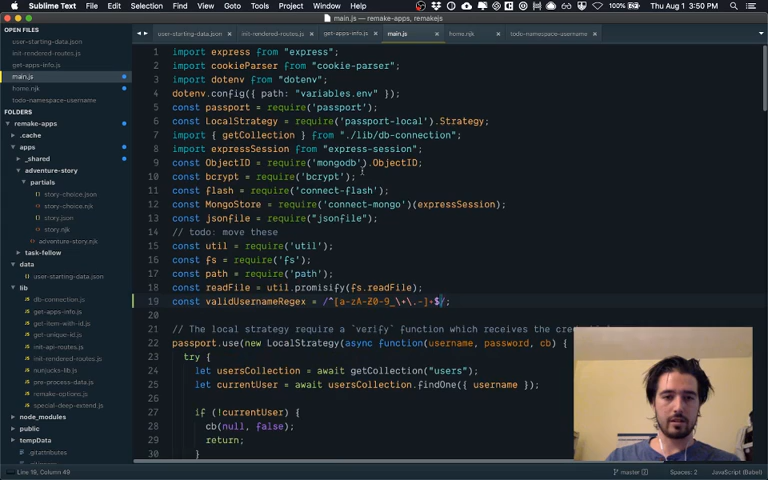 Sublime Text File Edit Selection Find View Goto Tools Project Window Help 100% Thu Aug 1 3:50 PM
main.js — remake-apps, remakejs
OPEN FILES
user-starting-data.json
init-rendered-routes.js
get-apps-info.js
main.js
home.njk
todo-namespace-username
FOLDERS
remake-apps
.cache
apps
_shared
adventure-story
partials
story-choice.json
story-choice.njk
story.json
story.njk
adventure-story.njk
task-fellow
data
user-starting-data.json
lib
db-connection.js
get-apps-info.js
get-item-with-id.js
get-unique-id.js
init-api-routes.js
init-rendered-routes.js
nunjucks-lib.js
pre-process-data.js
remake-options.js
special-deep-extend.js
node_modules
public
tempData
.gitattributes
user-starting-data.json init-rendered-routes.js get-apps-info.js main.js home.njk todo-namespace-username
1 import express from "express";
2 import cookieParser from "cookie-parser";
3 import dotenv from "dotenv";
4 dotenv.config({ path: "variables.env" });
5 const passport = require('passport');
6 const LocalStrategy = require('passport-local').Strategy;
7 import { getCollection } from "./lib/db-connection";
8 import expressSession from "express-session";
9 const ObjectID = require('mongodb').ObjectID;
10 const bcrypt = require('bcrypt');
11 const flash = require('connect-flash');
12 const MongoStore = require('connect-mongo')(expressSession);
13 const jsonfile = require("jsonfile");
14 // todo: move these
15 const util = require('util');
16 const fs = require('fs');
17 const path = require('path');
18 const readFile = util.promisify(fs.readFile);
19 const validUsernameRegex = /^[a-zA-Z0-9_\+\.-]+$/;
20
21 // The local strategy require a `verify` function which receives the
22 passport.use(new LocalStrategy(async function(username, password, cb) {
23 try {
24 let usersCollection = await getCollection("users");
25 let currentUser = await usersCollection.findOne({ username });
26
27 if (!currentUser) {
28 cb(null, false);
29 return;
30 }
Line 19, Column 49 master Spaces: 2 JavaScript (Babel)